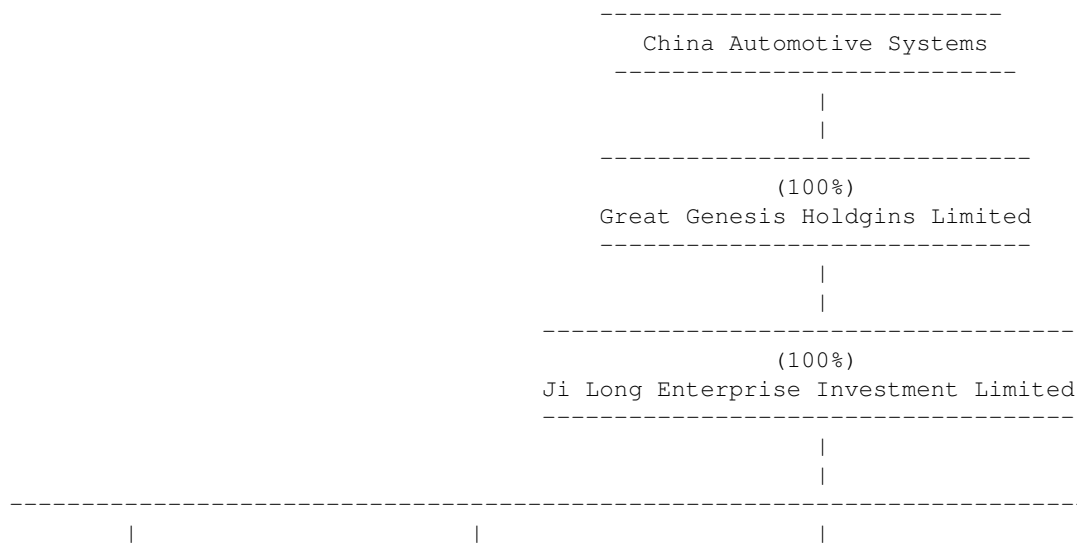 China Automotive Systems
(100%)
Great Genesis Holdgins Limited
(100%)
Ji Long Enterprise Investment Limited